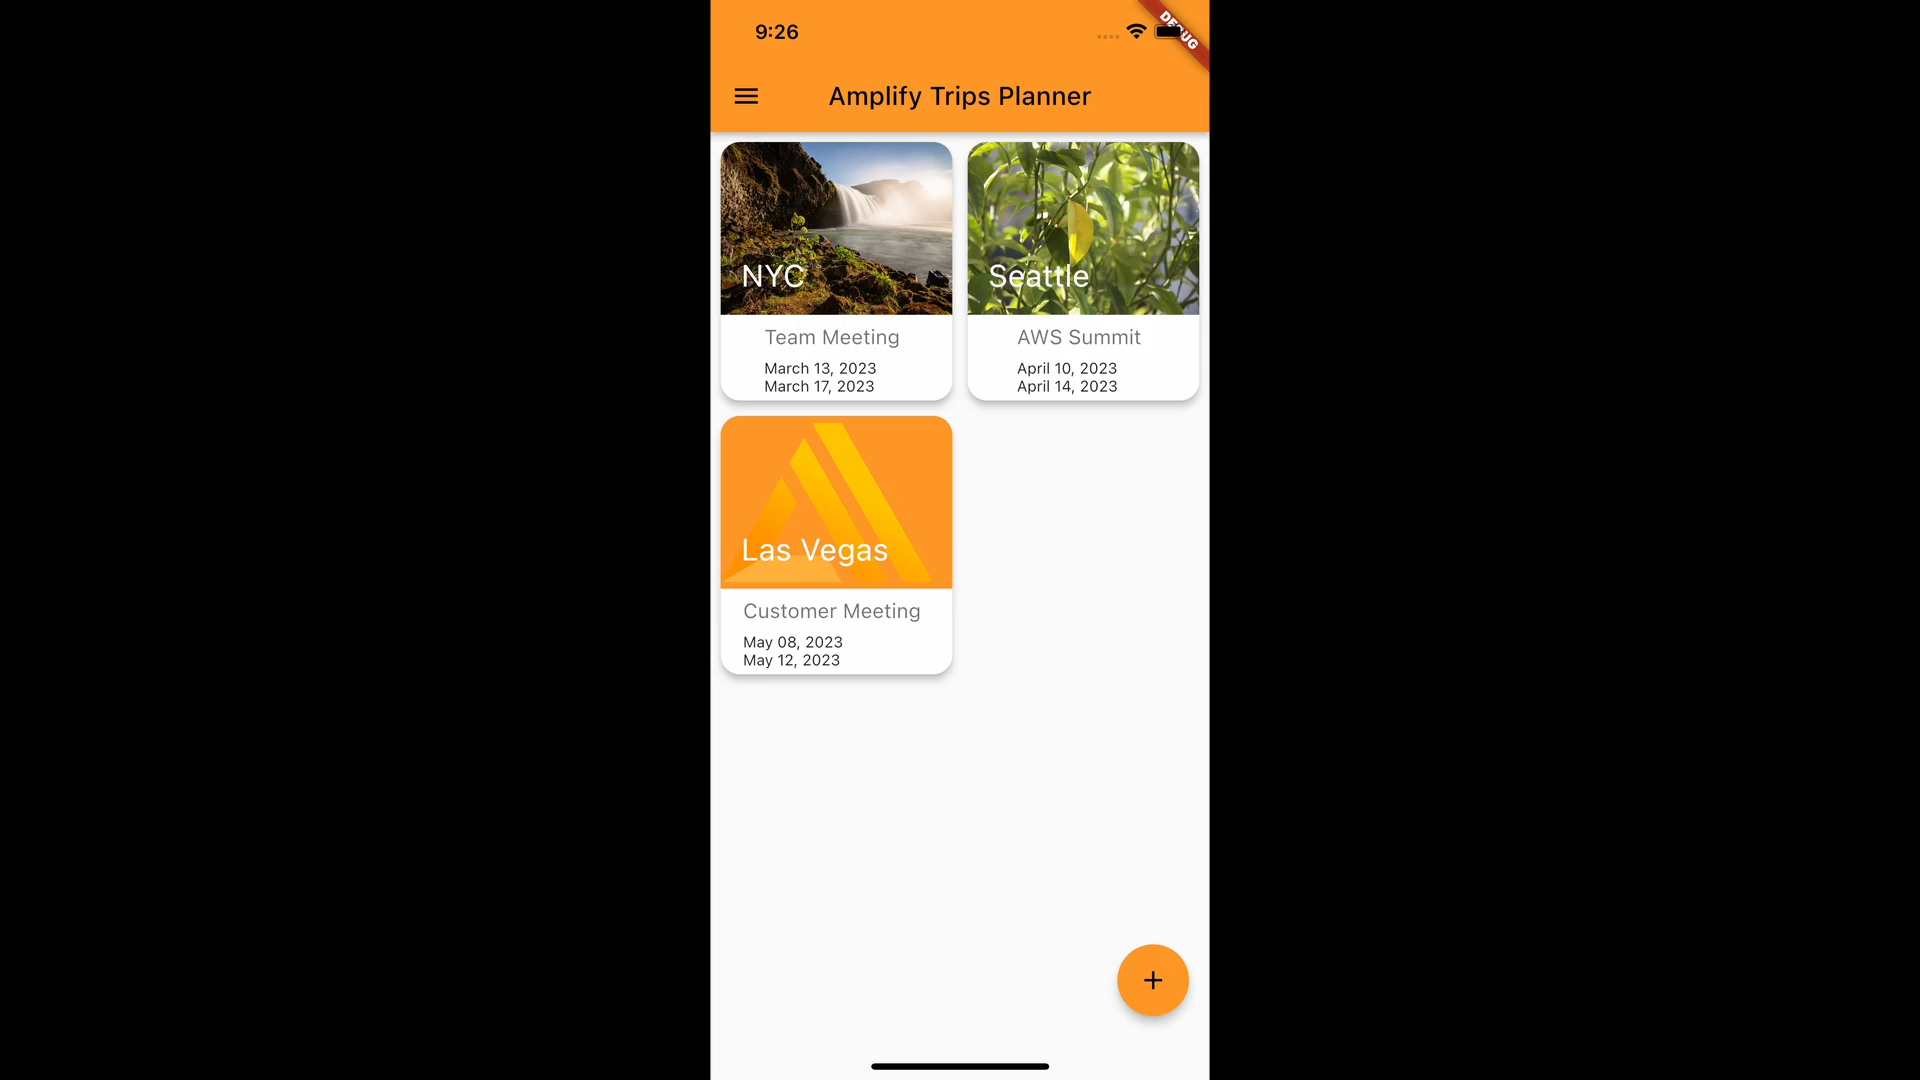 9:26
DEBUG
Amplify Trips Planner
NYC
Team Meeting
March 13, 2023
March 17, 2023
Seattle
AWS Summit
April 10, 2023
April 14, 2023
Las Vegas
Customer Meeting
May 08, 2023
May 12, 2023
+